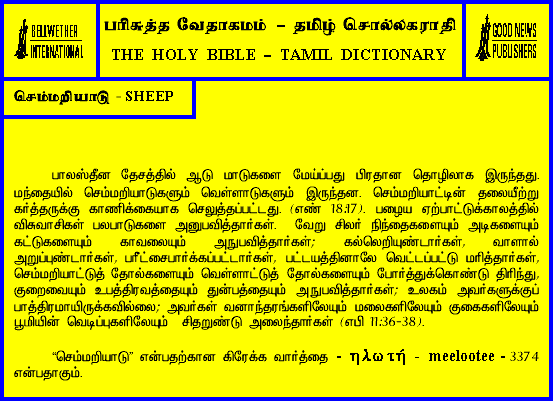 BELLWETHER
INTERNATIONAL
பரிசுத்த வேதாகமம் – தமிழ் சொல்லகராதி
THE HOLY BIBLE – TAMIL DICTIONARY
GOOD NEWS
PUBLISHERS
செம்மறியாடு - SHEEP
பாலஸ்தீன தேசத்தில் ஆடு மாடுகளை மேய்ப்பது பிரதான தொழிலாக இருந்தது.
மந்தையில் செம்மறியாடுகளும் வெள்ளாடுகளும் இருந்தன. செம்மறியாட்டின் தலையீற்று
கர்த்தருக்கு காணிக்கையாக செலுத்தப்பட்டது. (எண் 18:17). பழைய ஏற்பாட்டுக்காலத்தில்
விசுவாசிகள் பலபாடுகளை அனுபவித்தார்கள். வேறு சிலர் நிந்தைகளையும் அடிகளையும்
கட்டுகளையும் காவலையும் அநுபவித்தார்கள்; கல்லெறியுண்டார்கள், வாளால்
அறுப்புண்டார்கள், பரீட்சைபார்க்கப்பட்டார்கள், பட்டயத்தினாலே வெட்டப்பட்டு மரித்தார்கள்,
செம்மறியாட்டுத் தோல்களையும் வெள்ளாட்டுத் தோல்களையும் போர்த்துக்கொண்டு திரிந்து,
குறைவையும் உபத்திரவத்தையும் துன்பத்தையும் அநுபவித்தார்கள்; உலகம் அவர்களுக்குப்
பாத்திரமாயிருக்கவில்லை; அவர்கள் வனாந்தரங்களிலேயும் மலைகளிலேயும் குகைகளிலேயும்
பூமியின் வெடிப்புகளிலேயும் சிதறுண்டு அலைந்தார்கள் (எபி 11:36-38).
“செம்மறியாடு” என்பதற்கான கிரேக்க வார்த்தை - ηλωτή - meelootee - 3374
என்பதாகும்.